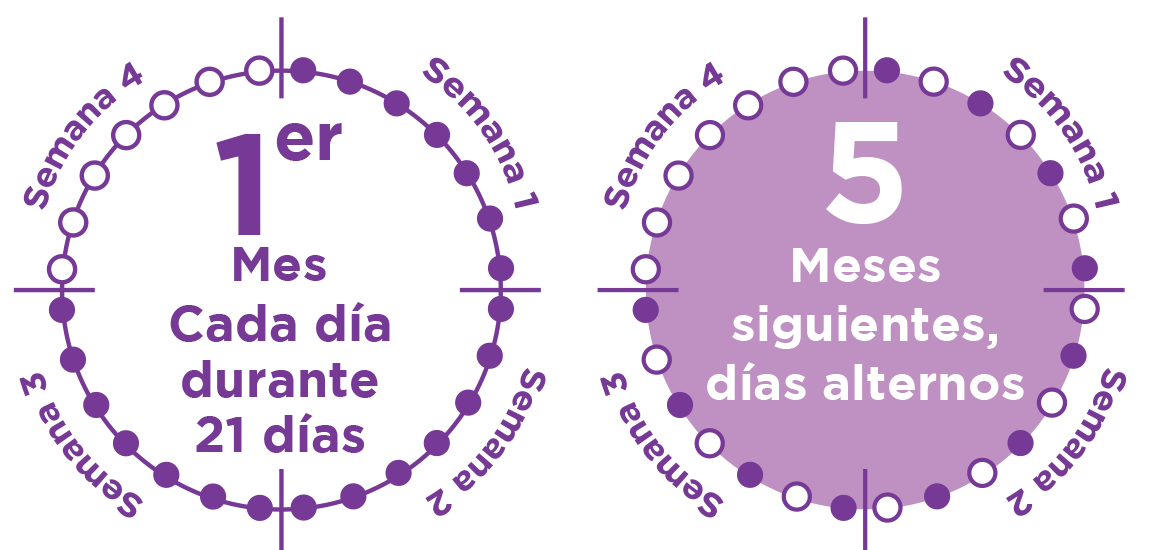 Semana 4
Semana 1
1er
Mes
Cada día
durante
21 días
Semana 3
Semana 2
Semana 4
Semana 1
5
Meses
siguientes,
días alternos
Semana 3
Semana 2